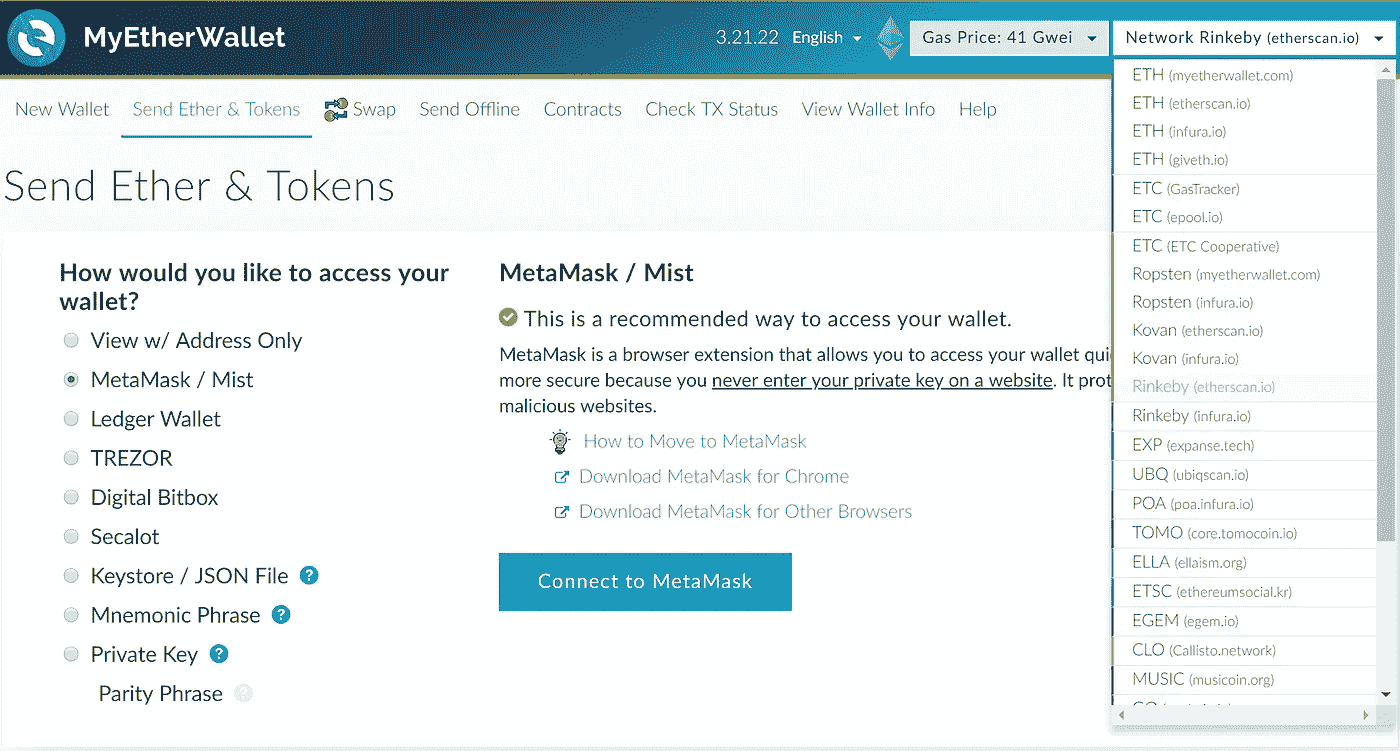 MyEtherWallet
3.21.22 English
Gas Price: 41 Gwei
Network Rinkeby (etherscan.io)
New Wallet Send Ether & Tokens Swap Send Offline Contracts Check TX Status View Wallet Info Help
Send Ether & Tokens
How would you like to access your
wallet?
View w/ Address Only
MetaMask / Mist
Ledger Wallet
TREZOR
Digital Bitbox
Secalot
Keystore / JSON File ?
Mnemonic Phrase ?
Private Key ?
Parity Phrase ?
MetaMask / Mist
This is a recommended way to access your wallet.
MetaMask is a browser extension that allows you to access your wallet qui
more secure because you never enter your private key on a website. It prot
malicious websites.
How to Move to MetaMask
Download MetaMask for Chrome
Download MetaMask for Other Browsers
Connect to MetaMask
ETH (myetherwallet.com)
ETH (etherscan.io)
ETH (infura.io)
ETH (giveth.io)
ETC (GasTracker)
ETC (epool.io)
ETC (ETC Cooperative)
Ropsten (myetherwallet.com)
Ropsten (infura.io)
Kovan (etherscan.io)
Kovan (infura.io)
Rinkeby (etherscan.io)
Rinkeby (infura.io)
EXP (expanse.tech)
UBQ (ubiqscan.io)
POA (poa.infura.io)
TOMO (core.tomocoin.io)
ELLA (ellaism.org)
ETSC (ethereumsocial.kr)
EGEM (egem.io)
CLO (Callisto.network)
MUSIC (musicoin.org)